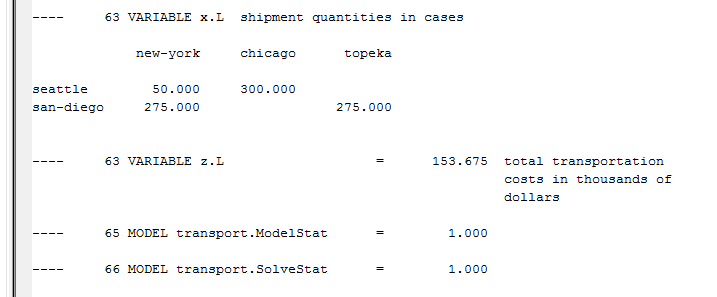 ----     63 VARIABLE x.L  shipment quantities in cases
             new-york     chicago      topeka
seattle        50.000     300.000
san-diego     275.000                 275.000
----     63 VARIABLE z.L                   =      153.675  total transportation
                                                           costs in thousands of
                                                           dollars
----     65 MODEL transport.ModelStat      =        1.000
----     66 MODEL transport.SolveStat      =        1.000